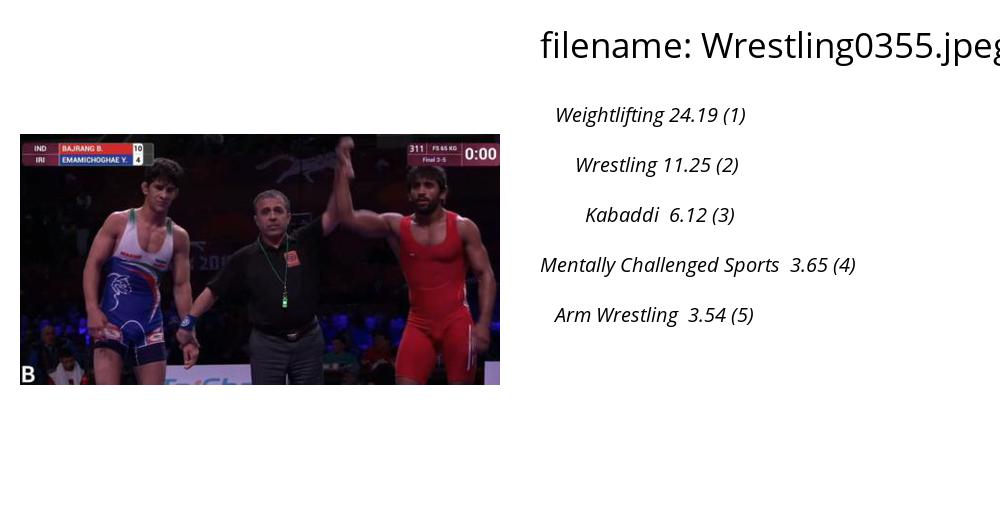 filename: Wrestling0355.jpeg
Weightlifting 24.19 (1)
Wrestling 11.25 (2)
Kabaddi 6.12 (3)
Mentally Challenged Sports 3.65 (4)
Arm Wrestling 3.54 (5)
IND BAJRANG B. 10
IRI EMAMICHOGHAE Y. 4
311 FS 65 KG 0:00
Final 3-5
B